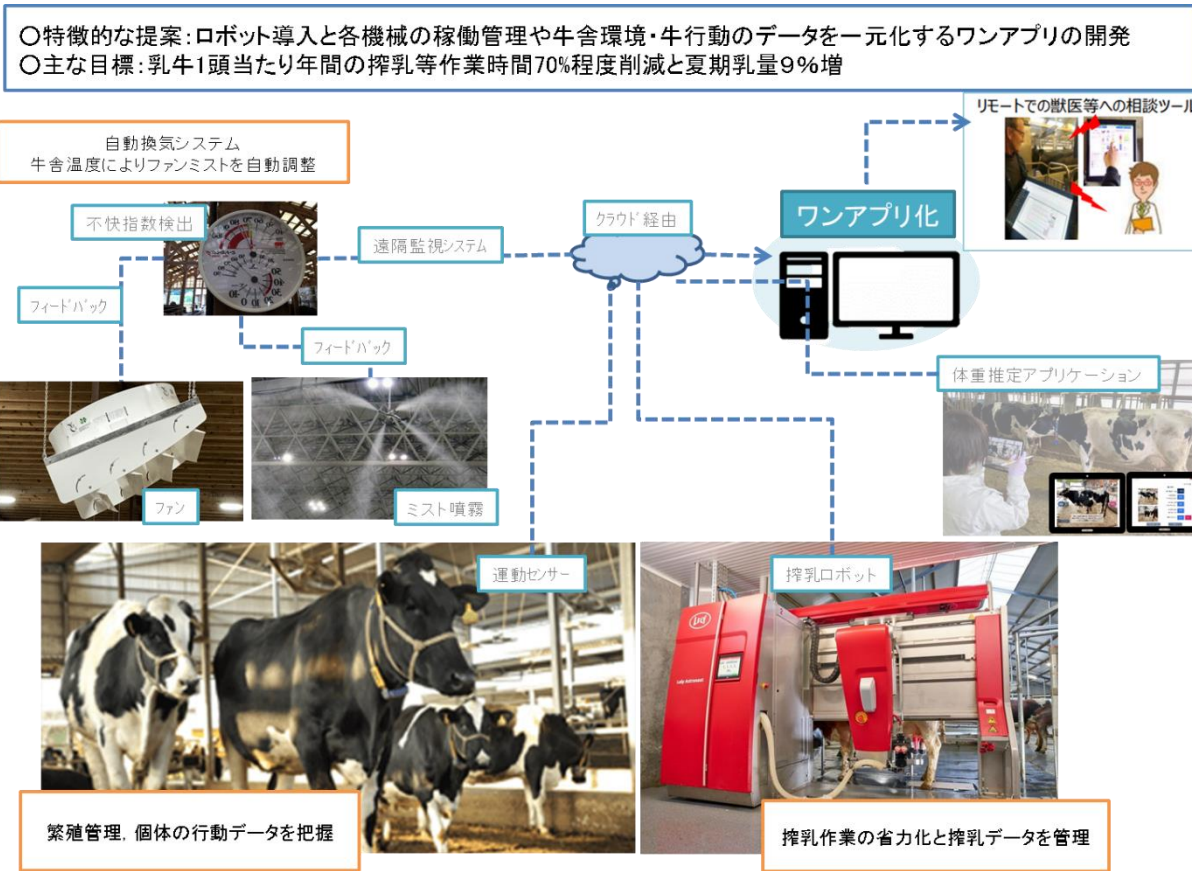 〇特徴的な提案:ロボット導入と各機械の稼働管理や牛舎環境・牛行動のデータを一元化するワンアプリの開発
〇主な目標:乳牛1頭当たり年間の搾乳等作業時間70%程度削減と夏期乳量9%増
リモートでの獣医等への相談ツール
自動換気システム
牛舎温度によりファンミストを自動調整
不快指数検出
遠隔監視システム
クラウド経由
ワンアプリ化
フィードバック
フィードバック
体重推定アプリケーション
ファン
ミスト噴霧
運動センサー
搾乳ロボット
Lely
繁殖管理，個体の行動データを把握
搾乳作業の省力化と搾乳データを管理